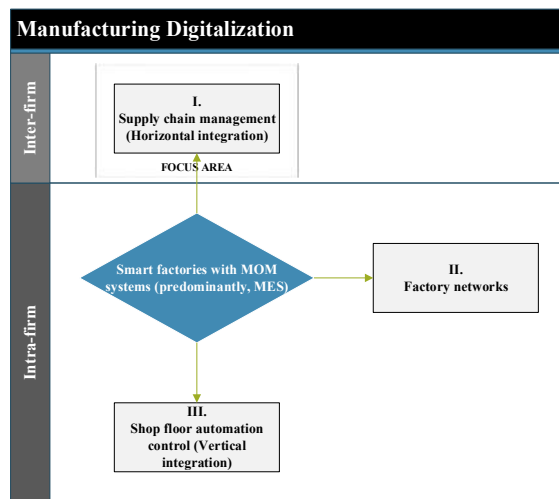 Manufacturing Digitalization
Inter-firm
I.
Supply chain management
(Horizontal integration)
FOCUS AREA
Intra-firm
Smart factories with MOM
systems (predominantly, MES)
II.
Factory networks
III.
Shop floor automation
control (Vertical
integration)